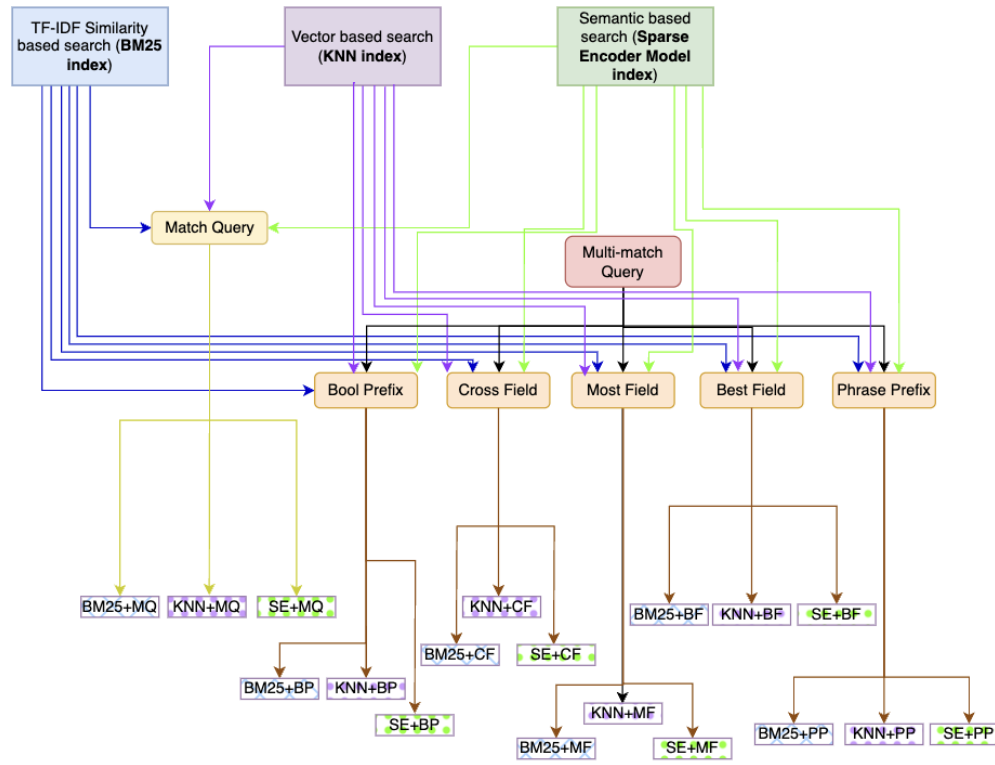 TF-IDF Similarity
based search (BM25
index)
Vector based search
(KNN index)
Semantic based
search (Sparse
Encoder Model
index)
Match Query
Multi-match
Query
Bool Prefix
Cross Field
Most Field
Best Field
Phrase Prefix
BM25+MQ
KNN+MQ
SE+MQ
BM25+BP
KNN+BP
SE+BP
BM25+CF
KNN+CF
SE+CF
BM25+MF
KNN+MF
SE+MF
BM25+BF
KNN+BF
SE+BF
BM25+PP
KNN+PP
SE+PP